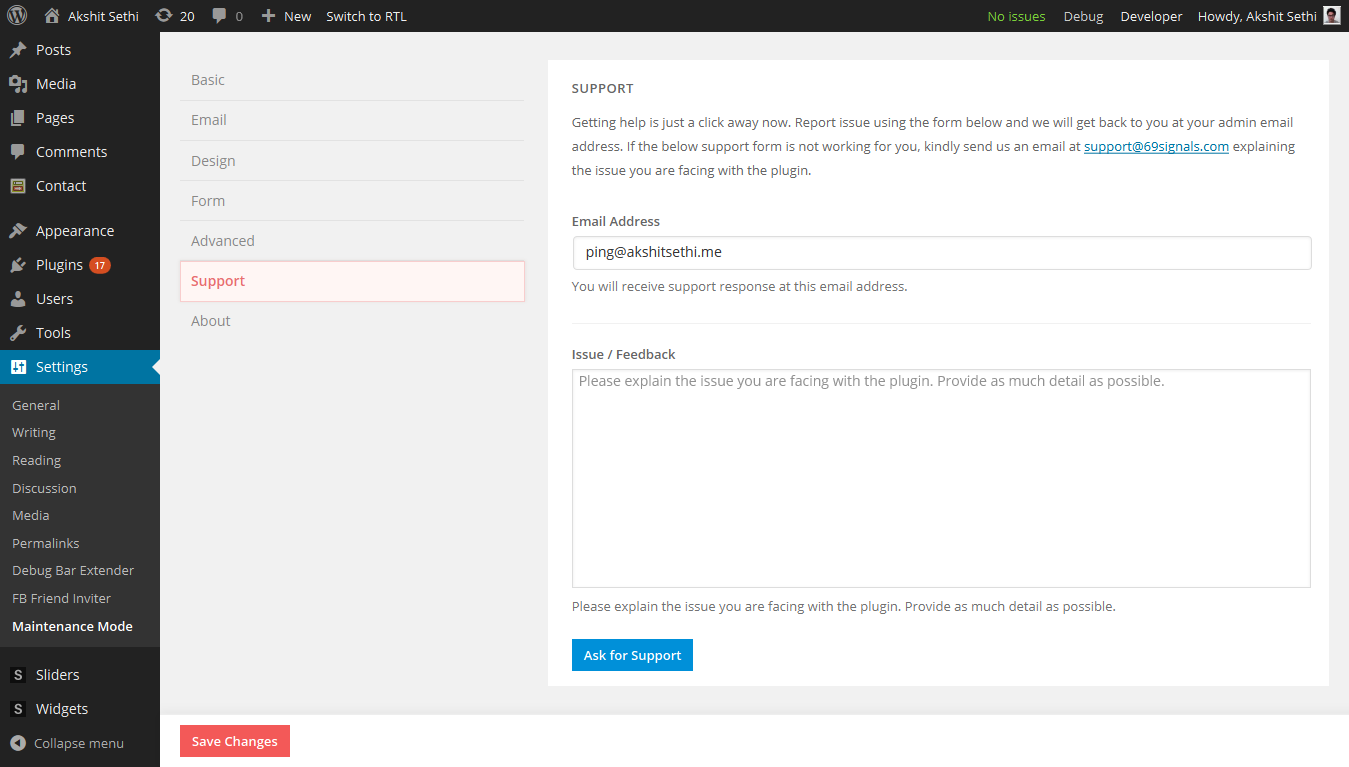 Akshit Sethi 20 0 New Switch to RTL No issues Debug Developer Howdy, Akshit Sethi
Posts
Media
Pages
Comments
Contact
Appearance
Plugins 17
Users
Tools
Settings
General
Writing
Reading
Discussion
Media
Permalinks
Debug Bar Extender
FB Friend Inviter
Maintenance Mode
S Sliders
S Widgets
Collapse menu
Basic
Email
Design
Form
Advanced
Support
About
SUPPORT
Getting help is just a click away now. Report issue using the form below and we will get back to you at your admin email
address. If the below support form is not working for you, kindly send us an email at support@69signals.com explaining
the issue you are facing with the plugin.
Email Address
ping@akshitsethi.me
You will receive support response at this email address.
Issue / Feedback
Please explain the issue you are facing with the plugin. Provide as much detail as possible.
Please explain the issue you are facing with the plugin. Provide as much detail as possible.
Ask for Support
Save Changes